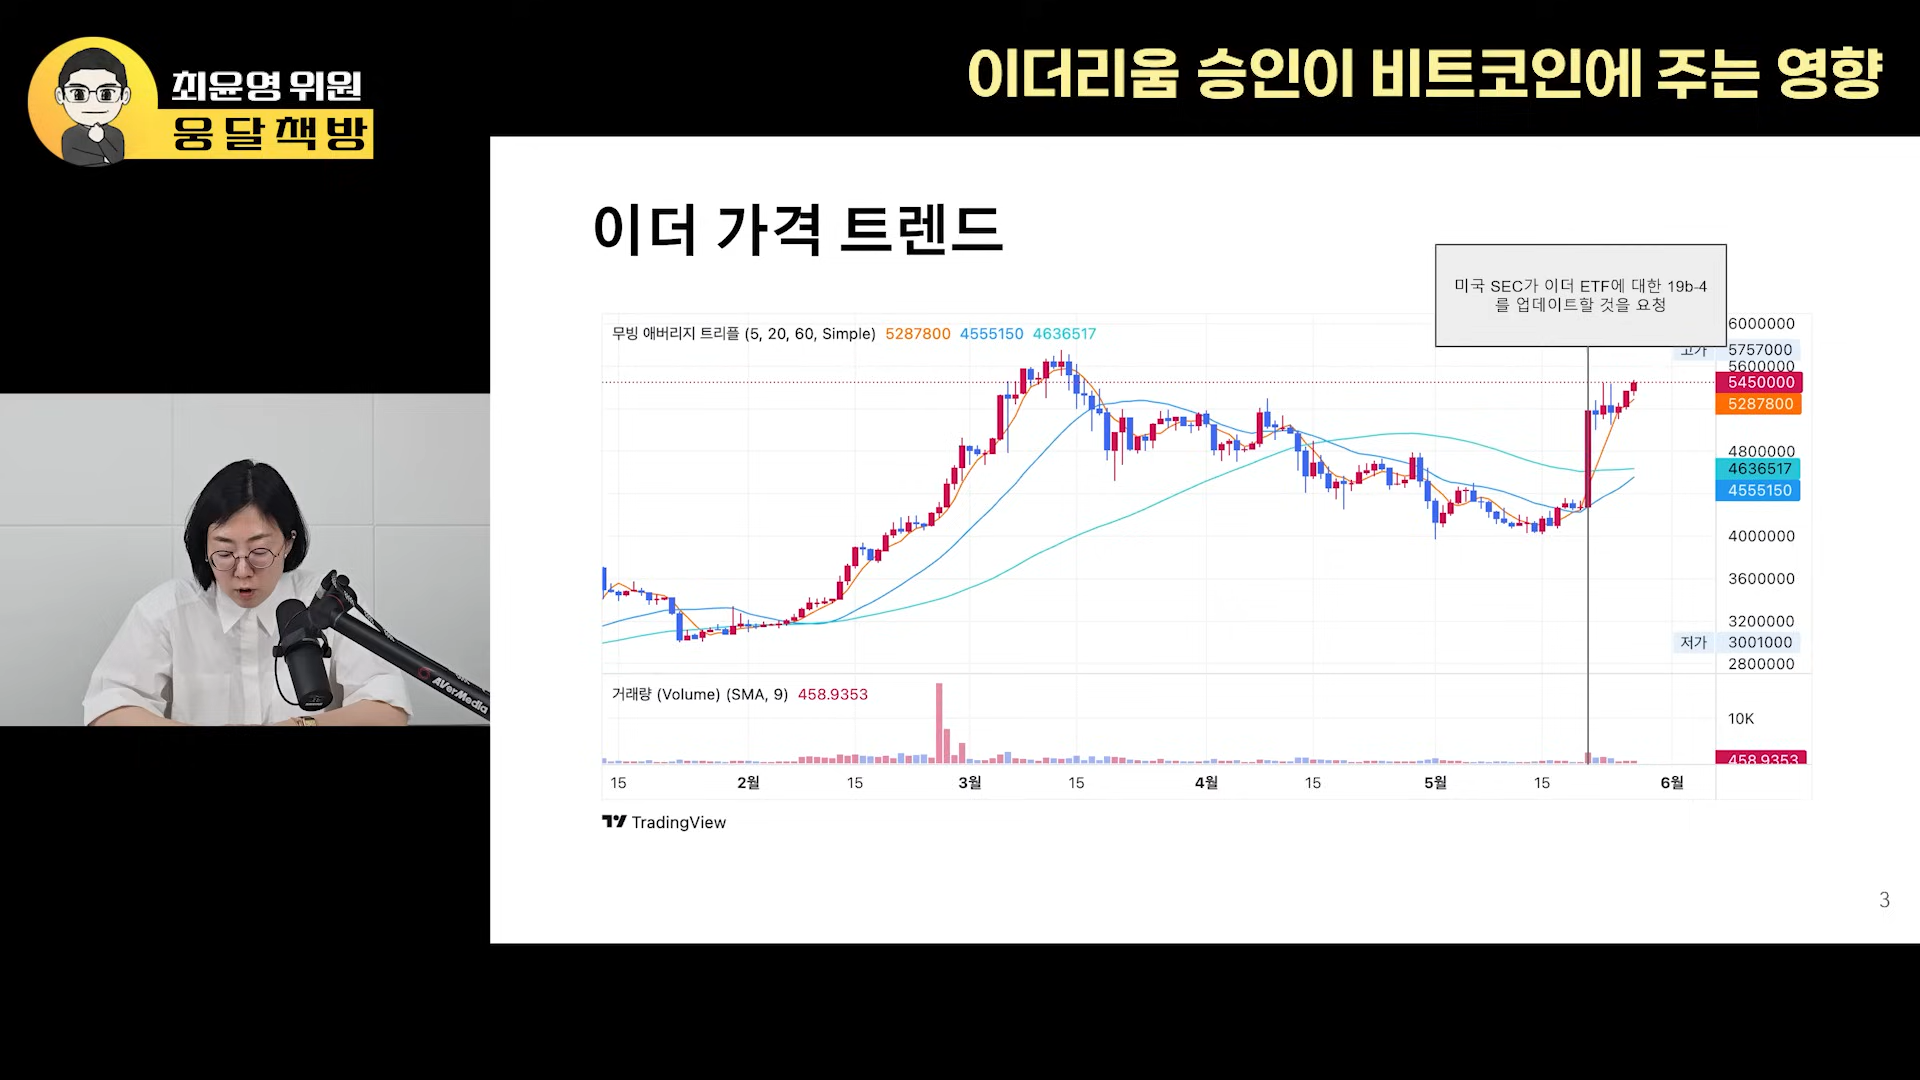 최윤영 위원
웅달책방
이더리움 승인이 비트코인에 주는 영향
이더 가격 트렌드
미국 SEC가 이더 ETF에 대한 19b-4
를 업데이트할 것을 요청
무빙 애버리지 트리플 (5, 20, 60, Simple) 5287800 4555150 4636517
6000000
고가 5757000
5600000
5450000
5287800
4800000
4636517
4555150
4000000
3600000
3200000
저가 3001000
2800000
거래량 (Volume) (SMA, 9) 458.9353
10K
458.9353
15 2월 15 3월 15 4월 15 5월 15 6월
TradingView
AVerMedia
3